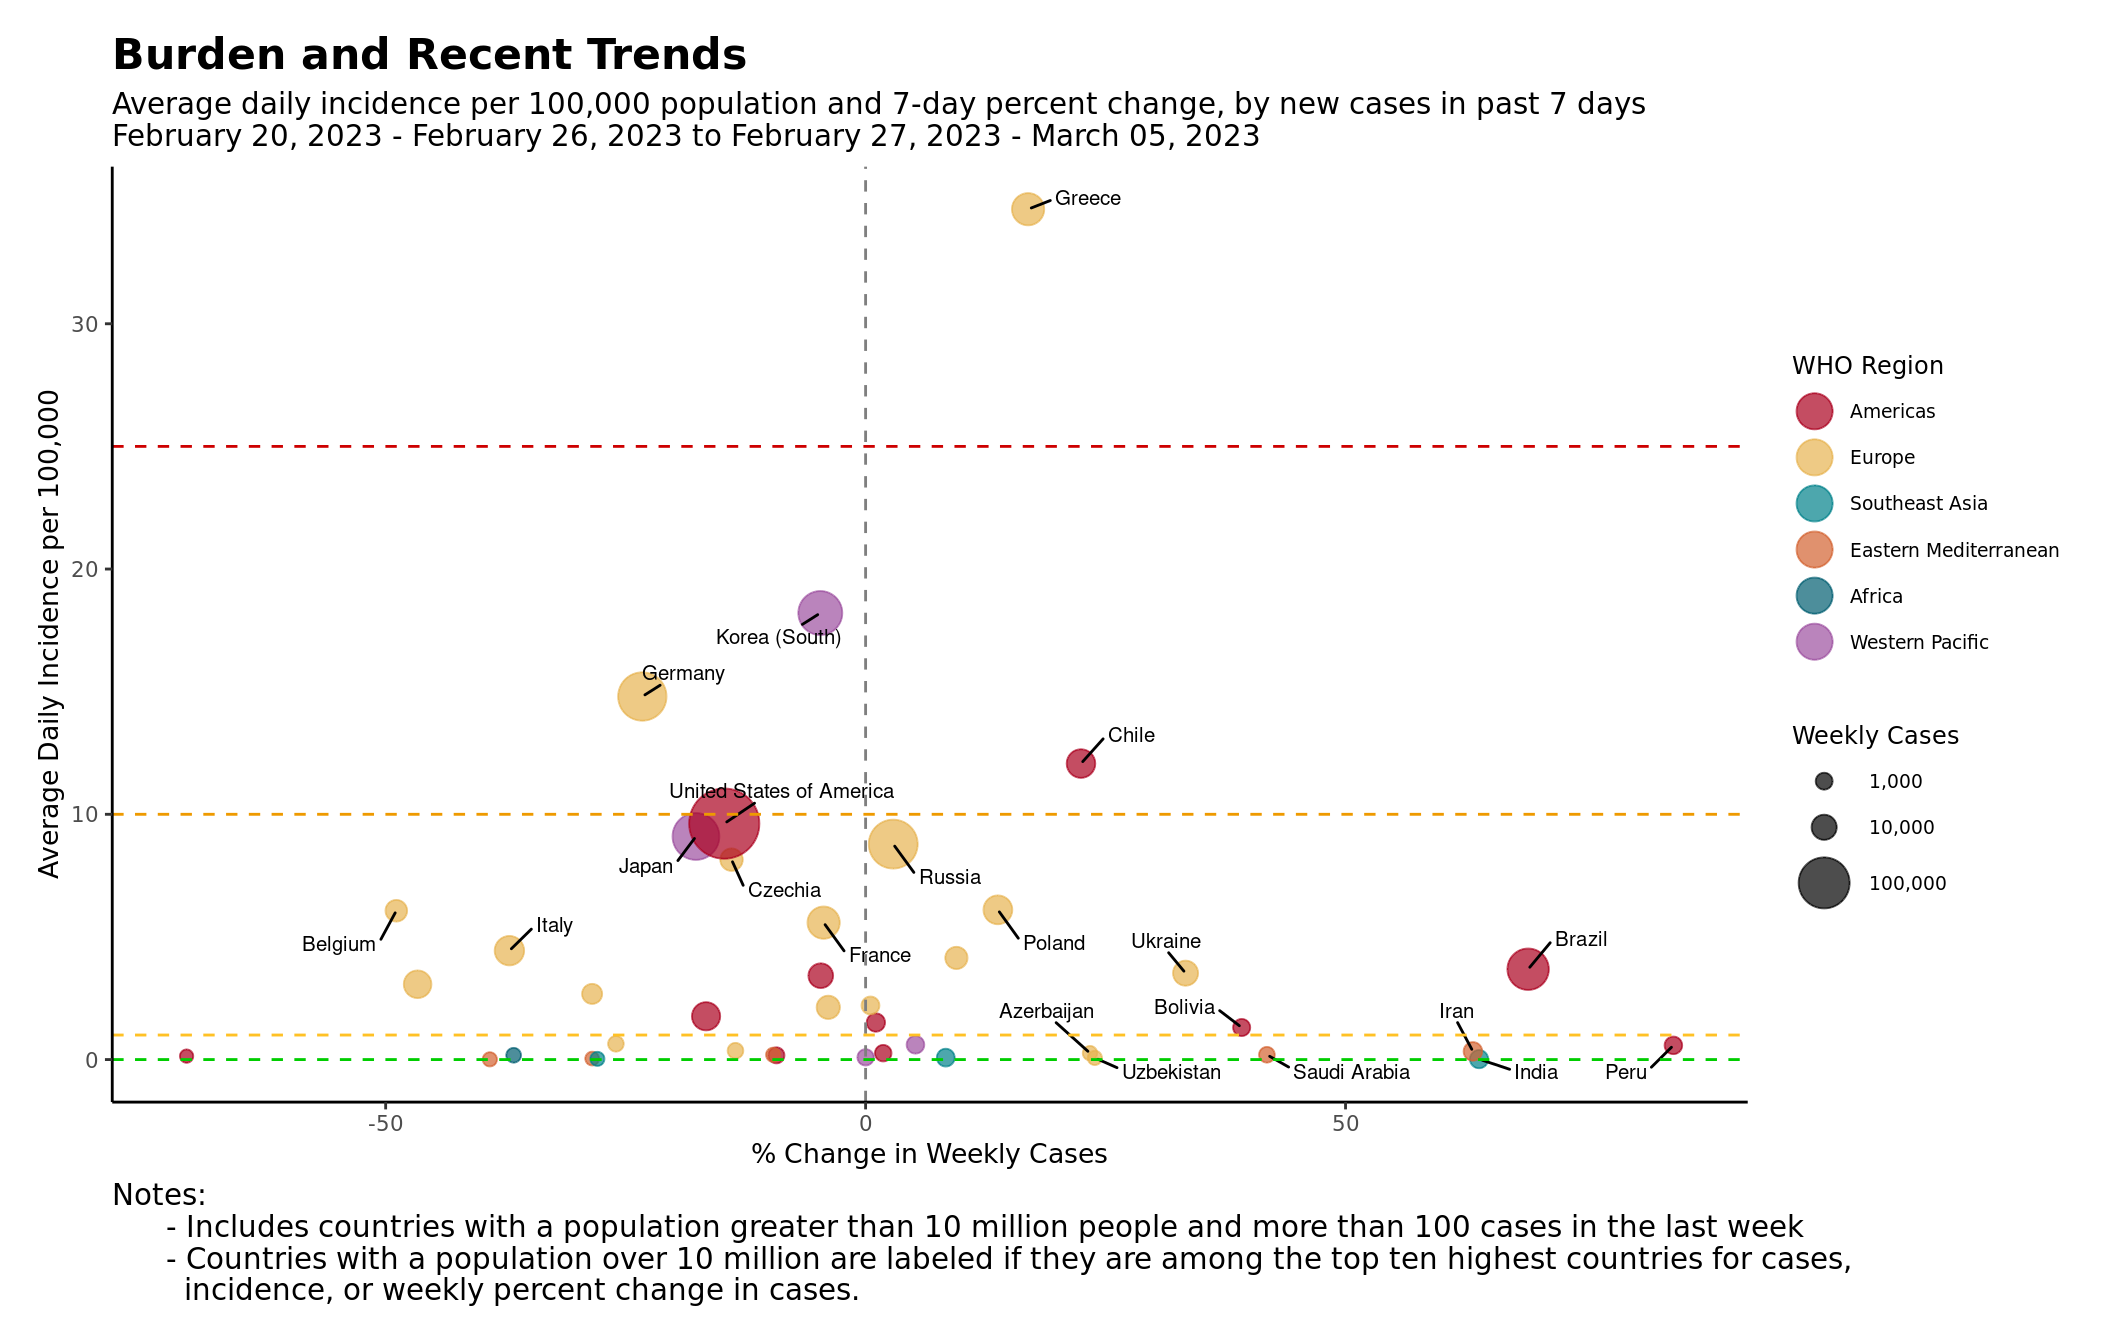 Burden and Recent Trends
Average daily incidence per 100,000 population and 7-day percent change, by new cases in past 7 days
February 20, 2023 - February 26, 2023 to February 27, 2023 - March 05, 2023
Average Daily Incidence per 100,000
30
20
10
0
Greece
Korea (South)
Germany
Chile
United States of America
Japan
Czechia
Russia
Belgium
Italy
France
Poland
Ukraine
Brazil
Azerbaijan
Bolivia
Iran
Uzbekistan
Saudi Arabia
India
Peru
-50
0
50
% Change in Weekly Cases
WHO Region
Americas
Europe
Southeast Asia
Eastern Mediterranean
Africa
Western Pacific
Weekly Cases
1,000
10,000
100,000
Notes:
- Includes countries with a population greater than 10 million people and more than 100 cases in the last week
- Countries with a population over 10 million are labeled if they are among the top ten highest countries for cases,
incidence, or weekly percent change in cases.